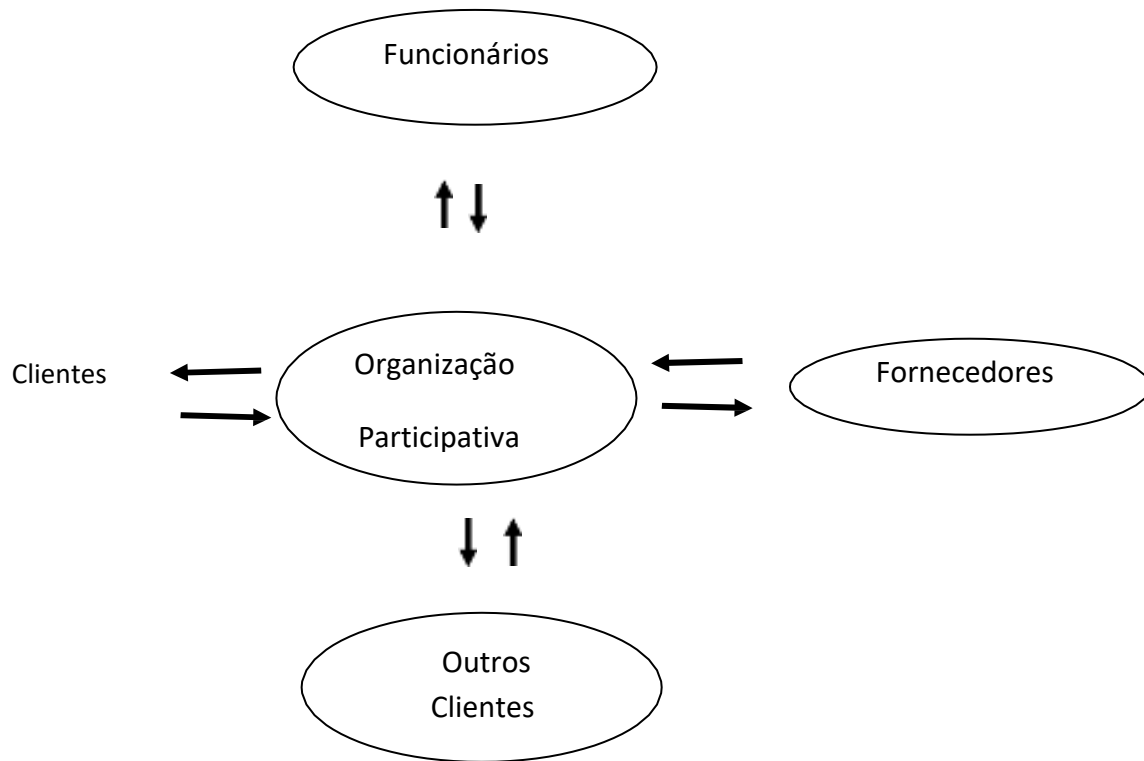 Funcionários
Clientes
Organização
Participativa
Fornecedores
Outros
Clientes